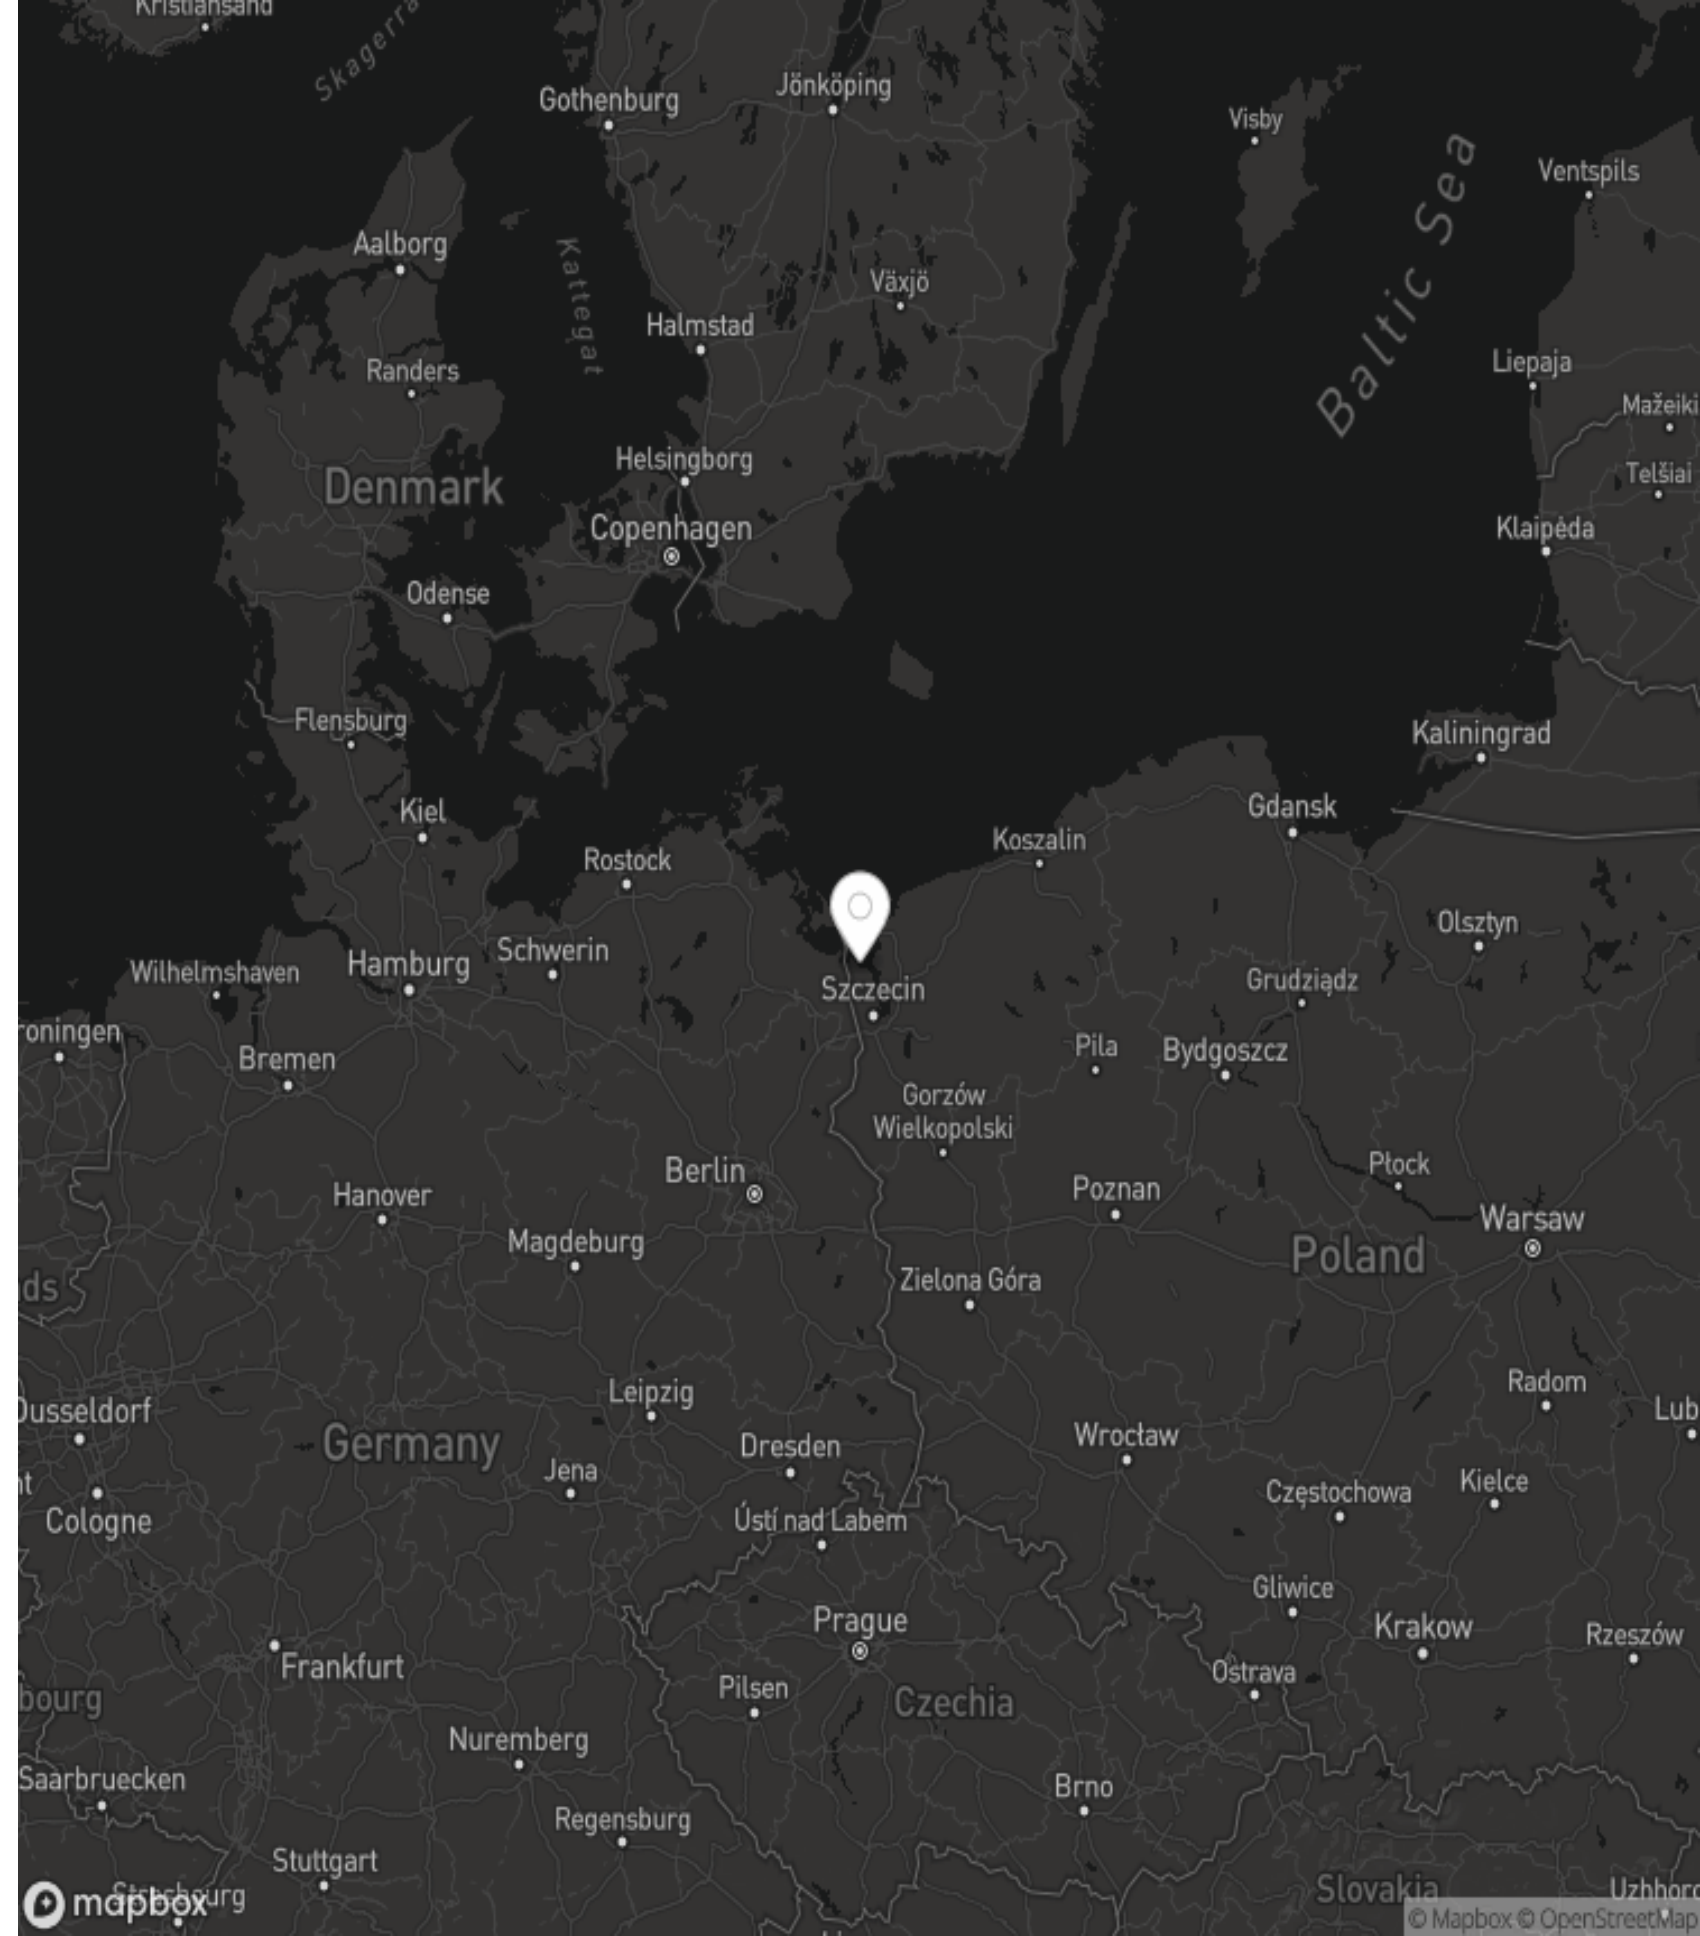 Kristiansand
Skagerra
Gothenburg
Jönköping
Visby
Baltic Sea
Ventspils
Aalborg
Kattegat
Växjö
Halmstad
Liepaja
Randers
Mažeiki
Helsingborg
Telšiai
Denmark
Copenhagen
Klaipėda
Odense
Flensburg
Kaliningrad
Kiel
Gdansk
Koszalin
Rostock
Olsztyn
Schwerin
Hamburg
Wilhelmshaven
Grudziądz
Szczecin
roningen
Bremen
Pila
Bydgoszcz
Gorzów
Wielkopolski
Płock
Berlin
Hanover
Poznan
Warsaw
Magdeburg
Poland
Zielona Góra
ds
Radom
Leipzig
Dusseldorf
Lub
Wrocław
Germany
Dresden
Jena
Kielce
nt
Częstochowa
Cologne
Ústí nad Labem
Gliwice
Prague
Krakow
Rzeszów
Frankfurt
Ostrava
Pilsen
bourg
Czechia
Nuremberg
Saarbruecken
Brno
Regensburg
Stuttgart
Slovakia
Uzhhoro
Strasbourg
mapbox
© Mapbox © OpenStreetMap